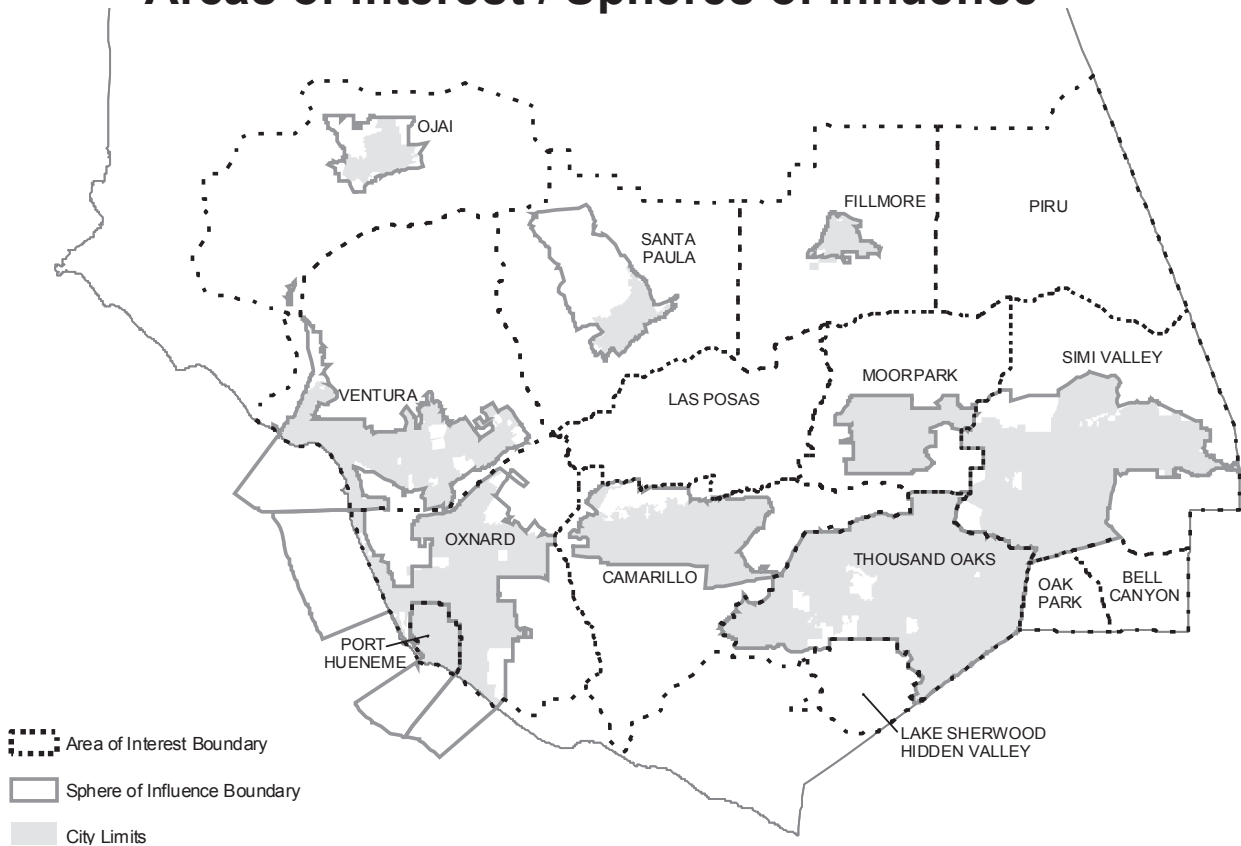 Areas of Interest / Spheres of Influence
OJAI
FILLMORE
PIRU
SANTA
PAULA
SIMI VALLEY
MOORPARK
VENTURA
LAS POSAS
OXNARD
THOUSAND OAKS
CAMARILLO
OAK
PARK
BELL
CANYON
PORT
HUENEME
LAKE SHERWOOD
HIDDEN VALLEY
Area of Interest Boundary
Sphere of Influence Boundary
City Limits